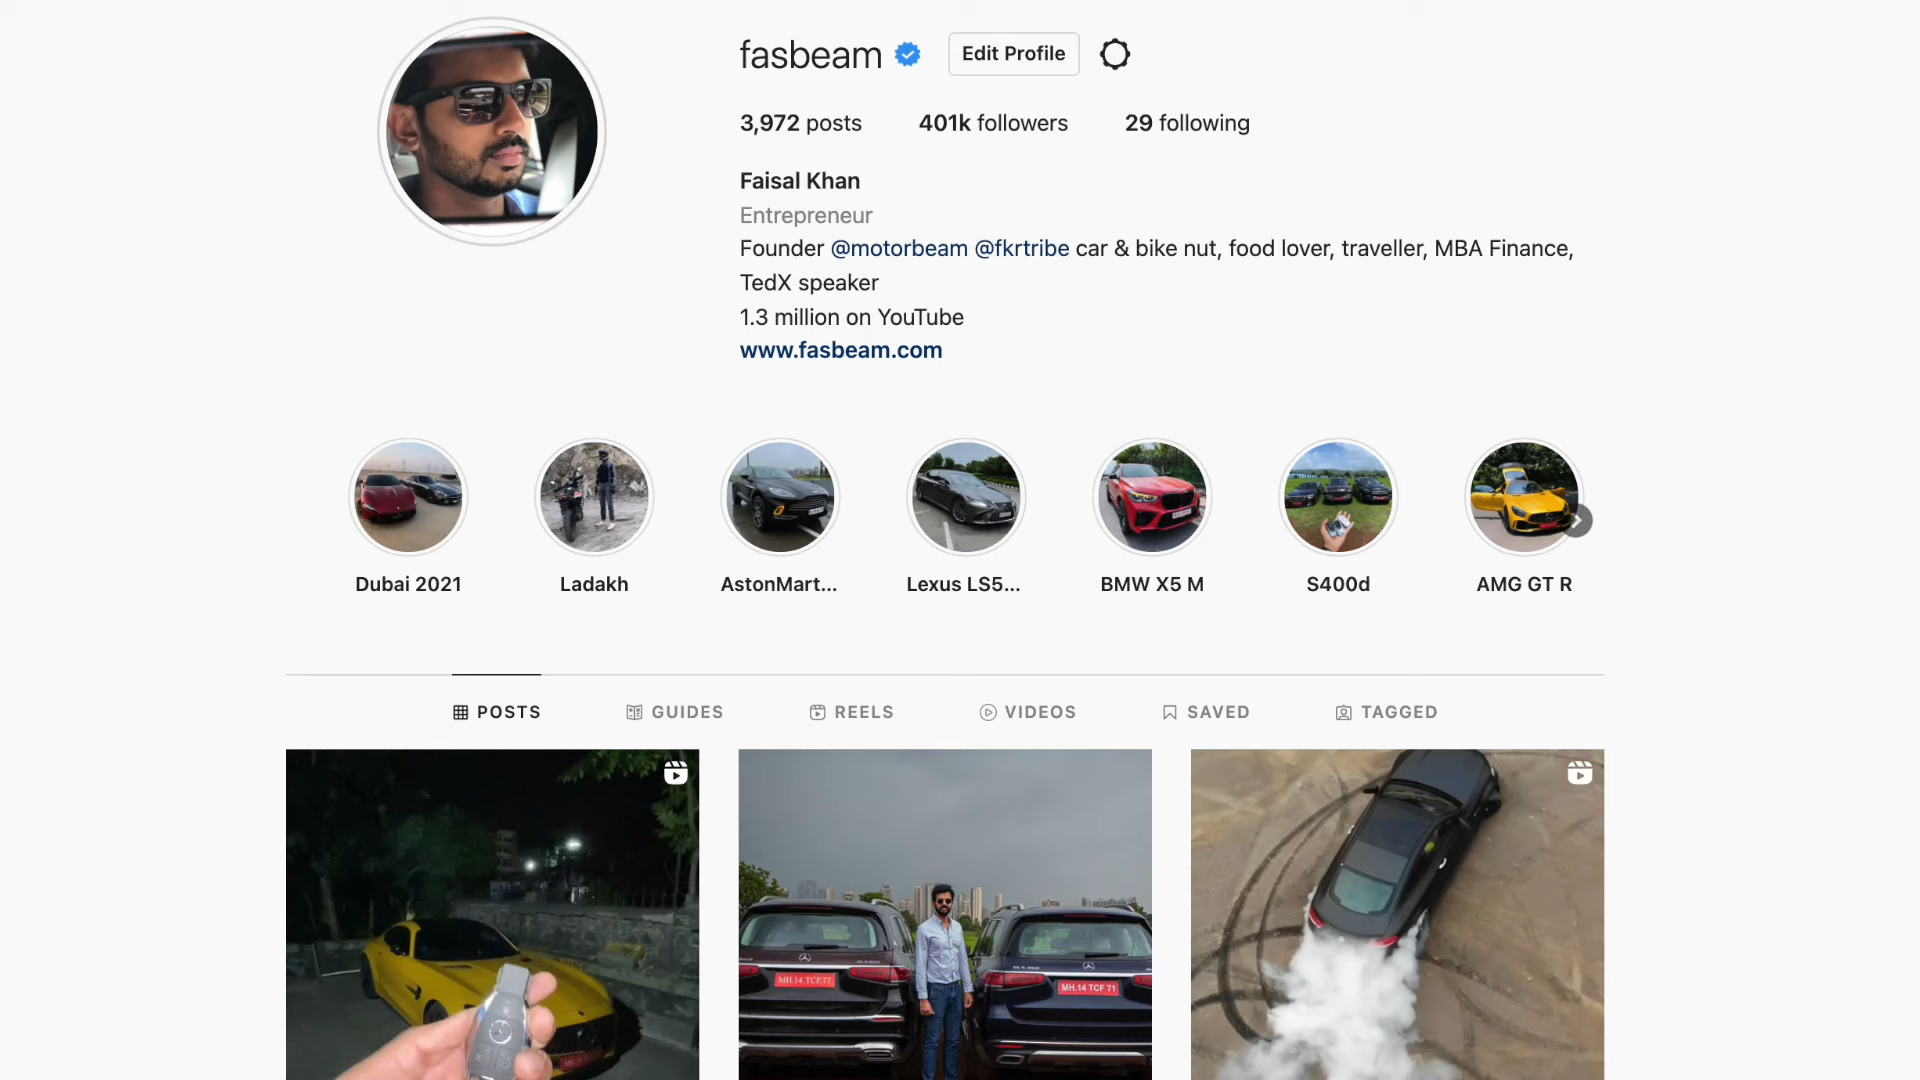 fasbeam
Edit Profile
3,972 posts
401k followers
29 following
Faisal Khan
Entrepreneur
Founder @motorbeam @fkrtribe car & bike nut, food lover, traveller, MBA Finance,
TedX speaker
1.3 million on YouTube
www.fasbeam.com
Dubai 2021
Ladakh
AstonMart...
Lexus LS5...
BMW X5 M
S400d
AMG GT R
POSTS
GUIDES
REELS
VIDEOS
SAVED
TAGGED
MH.14.TCF.77
MH.14 TCF 71